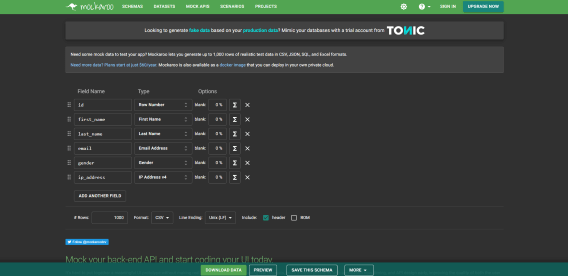 mockaroo SCHEMAS DATASETS MOCK APIS SCENARIOS PROJECTS SIGN IN UPGRADE NOW
Looking to generate fake data based on your production data? Mimic your databases with a trial account from TONIC
Need some mock data to test your app? Mockaroo lets you generate up to 1,000 rows of realistic test data in CSV, JSON, SQL, and Excel formats.
Need more data? Plans start at just $60/year. Mockaroo is also available as a docker image that you can deploy in your own private cloud.
Field Name Type Options
id Row Number blank: 0 % Σ ×
first_name First Name blank: 0 % Σ ×
last_name Last Name blank: 0 % Σ ×
email Email Address blank: 0 % Σ ×
gender Gender blank: 0 % Σ ×
ip_address IP Address v4 blank: 0 % Σ ×
ADD ANOTHER FIELD
# Rows: 1000 Format: CSV Line Ending: Unix (LF) Include: header BOM
Follow @mockaroodev
Mock your back-end API and start coding your UI today.
DOWNLOAD DATA PREVIEW SAVE THIS SCHEMA MORE